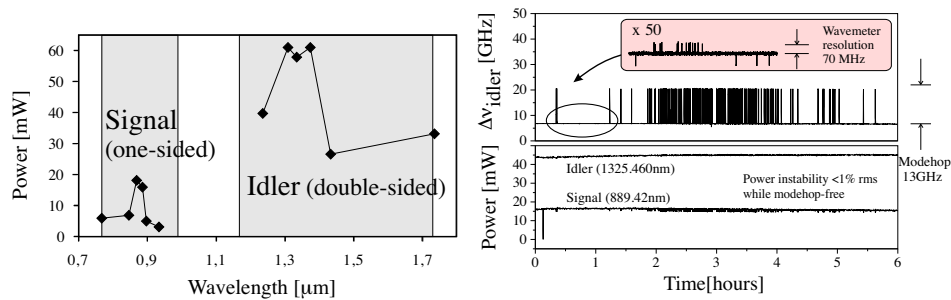 Power [mW]
60
50
40
30
20
10
0
Signal
(one-sided)
Idler (double-sided)
0,7
0,9
1,1
1,3
1,5
1,7
Wavelength [μm]
Δν idler [GHz]
50
40
30
20
10
0
x 50
Wavemeter
resolution
70 MHz
Modehop
13GHz
Power [mW]
40
30
20
10
0
Idler (1325.460nm)
Signal (889.42nm)
Power instability <1% rms
while modehop-free
0
1
2
3
4
5
6
Time[hours]